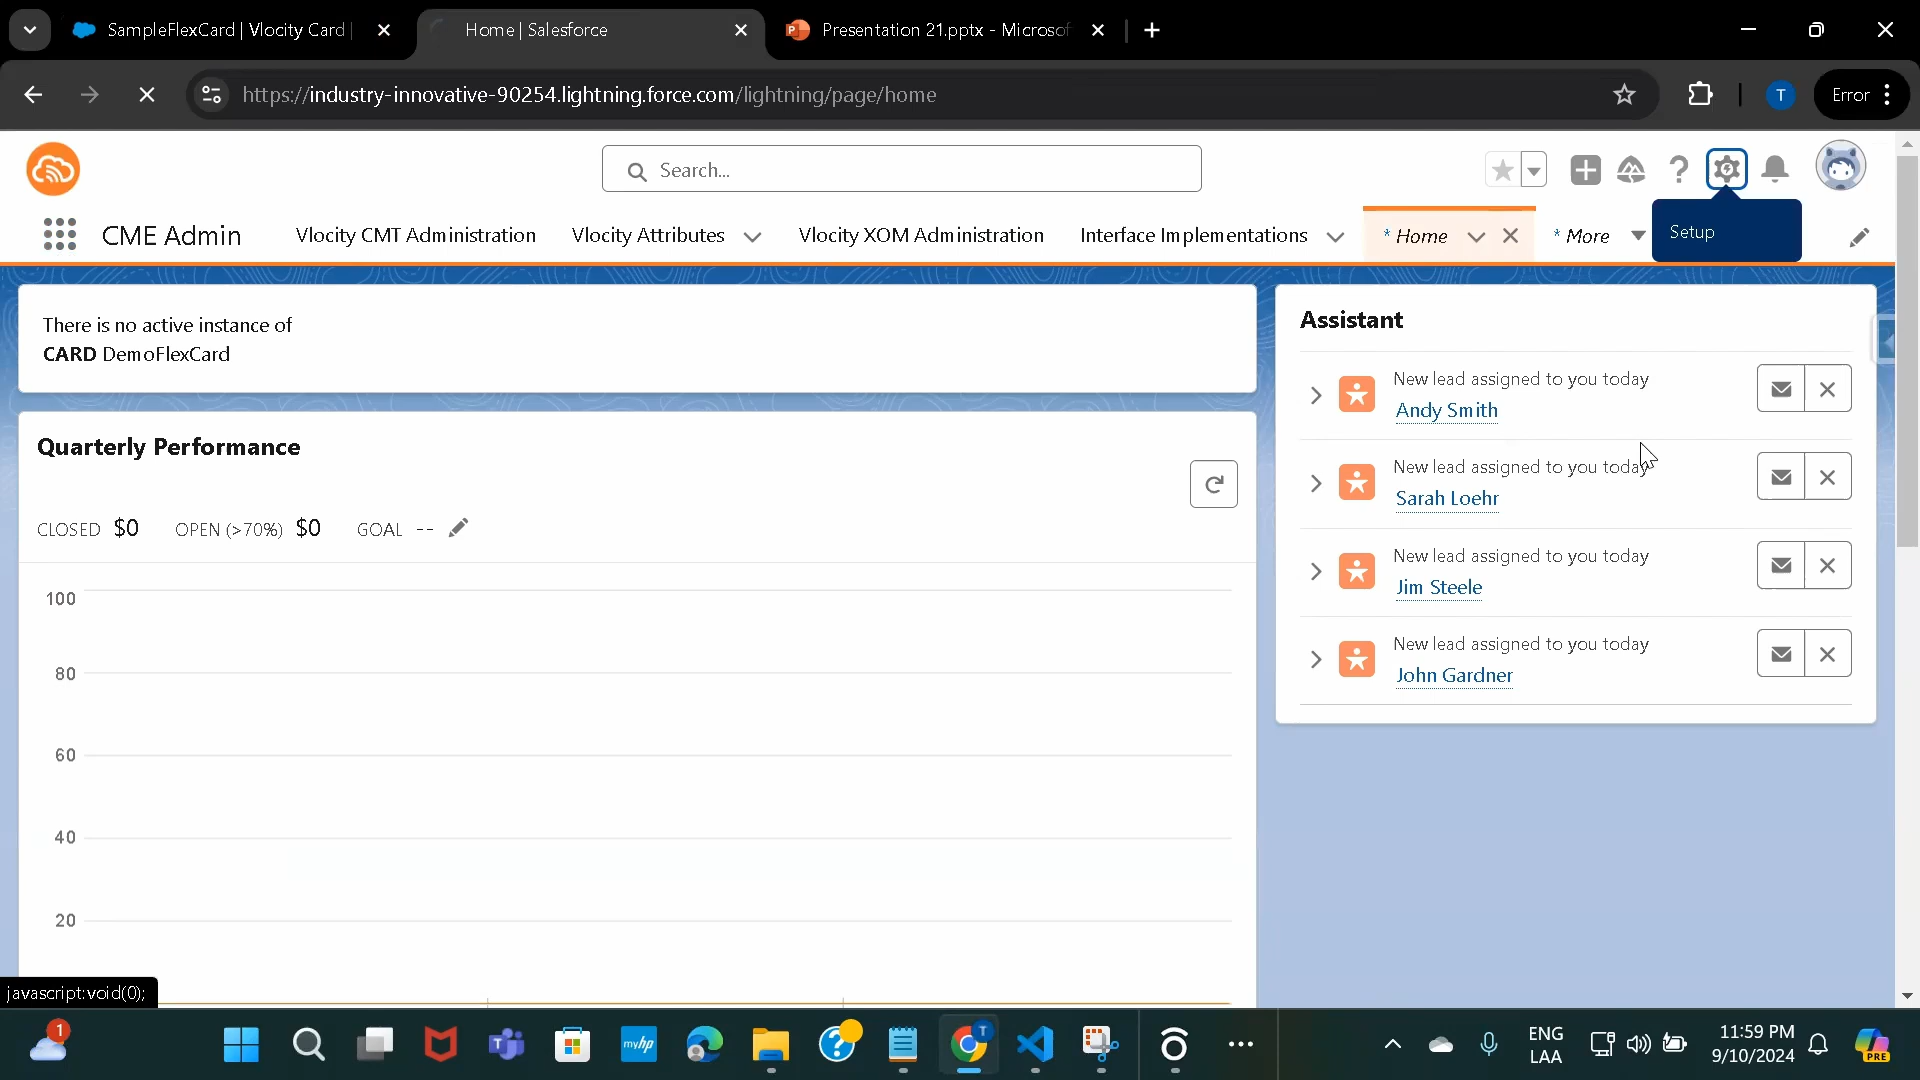 SampleFlexCard | Vlocity Card |
Home | Salesforce
Presentation 21.pptx - Microsof
https://industry-innovative-90254.lightning.force.com/lightning/page/home
T
Error
Search...
CME Admin
Vlocity CMT Administration
Vlocity Attributes
Vlocity XOM Administration
Interface Implementations
* Home
* More
Setup
There is no active instance of
CARD DemoFlexCard
Quarterly Performance
CLOSED $0 OPEN (>70%) $0 GOAL --
100
80
60
40
20
Assistant
New lead assigned to you today
Andy Smith
New lead assigned to you today
Sarah Loehr
New lead assigned to you today
Jim Steele
New lead assigned to you today
John Gardner
javascript:void(0);
1
myhp
T
ENG
LAA
11:59 PM
9/10/2024
PRE